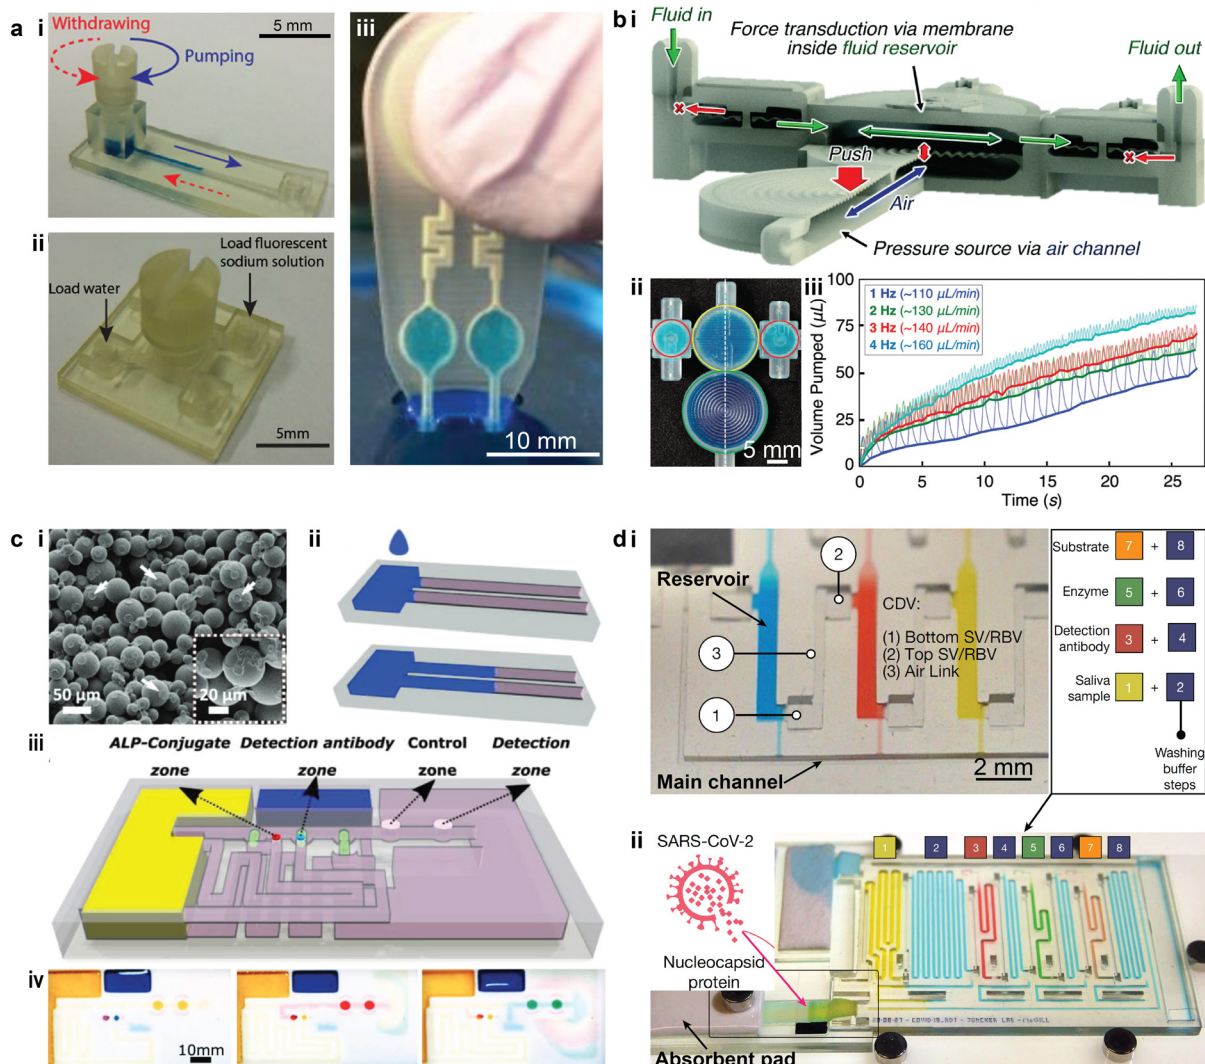 a i
Withdrawing
5 mm
Pumping
ii
Load fluorescent
sodium solution
Load water
5mm
iii
10 mm
b i
Fluid in
Force transduction via membrane
inside fluid reservoir
Fluid out
Push
Air
Pressure source via air channel
ii
5 mm
iii
100
75
50
25
0
Volume Pumped (µL)
1 Hz (~110 µL/min)
2 Hz (~130 µL/min)
3 Hz (~140 µL/min)
4 Hz (~160 µL/min)
5 10 15 20 25
Time (s)
c i
50 µm
20 µm
ii
iii
ALP-Conjugate
zone
Detection antibody
zone
Control
zone
Detection
zone
iv
10mm
d i
Reservoir
2
3
1
CDV:
(1) Bottom SV/RBV
(2) Top SV/RBV
(3) Air Link
Main channel
2 mm
Substrate 7 + 8
Enzyme 5 + 6
Detection
antibody 3 + 4
Saliva
sample 1 + 2
Washing
buffer
steps
ii
SARS-CoV-2
1 2 3 4 5 6 7 8
Nucleocapsid
protein
Absorbent pad